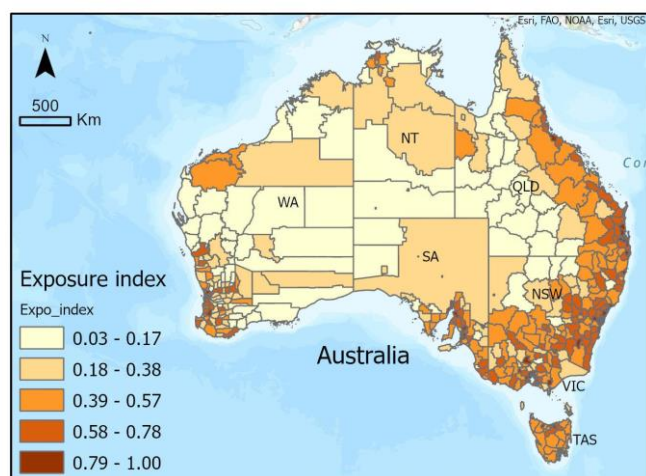 Esri, FAO, NOAA, Esri, USGS
N
500
Km
NT
QLD
WA
SA
NSW
Exposure index
Expo_index
0.03 - 0.17
0.18 - 0.38
0.39 - 0.57
0.58 - 0.78
0.79 - 1.00
Australia
VIC
TAS